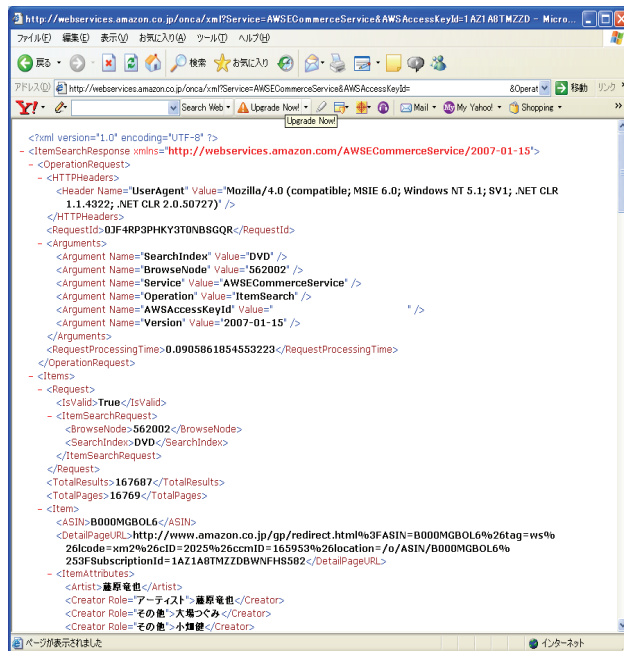 http://webservices.amazon.co.jp/onca/xml?Service=AWSECommerceService&AWSAccessKeyId=1AZ1A8TMZZD - Micro...
ファイル(F) 編集(E) 表示(V) お気に入り(A) ツール(T) ヘルプ(H)
戻る 検索 お気に入り
アドレス(D) http://webservices.amazon.co.jp/onca/xml?Service=AWSECommerceService&AWSAccessKeyId= &Operat 移動 リンク
Y! Search Web Upgrade Now! Mail My Yahoo! Shopping
Upgrade Now!
<?xml version="1.0" encoding="UTF-8" ?>
- <ItemSearchResponse xmlns="http://webservices.amazon.com/AWSECommerceService/2007-01-15">
- <OperationRequest>
- <HTTPHeaders>
<Header Name="UserAgent" Value="Mozilla/4.0 (compatible; MSIE 6.0; Windows NT 5.1; SV1; .NET CLR
1.1.4322; .NET CLR 2.0.50727)" />
</HTTPHeaders>
<RequestId>0JF4RP3PHKY3T0NBSGQR</RequestId>
- <Arguments>
<Argument Name="SearchIndex" Value="DVD" />
<Argument Name="BrowseNode" Value="562002" />
<Argument Name="Service" Value="AWSECommerceService" />
<Argument Name="Operation" Value="ItemSearch" />
<Argument Name="AWSAccessKeyId" Value=" " />
<Argument Name="Version" Value="2007-01-15" />
</Arguments>
<RequestProcessingTime>0.0905861854553223</RequestProcessingTime>
</OperationRequest>
- <Items>
- <Request>
<IsValid>True</IsValid>
- <ItemSearchRequest>
<BrowseNode>562002</BrowseNode>
<SearchIndex>DVD</SearchIndex>
</ItemSearchRequest>
</Request>
<TotalResults>167687</TotalResults>
<TotalPages>16769</TotalPages>
- <Item>
<ASIN>B000MGBOL6</ASIN>
<DetailPageURL>http://www.amazon.co.jp/gp/redirect.html%3FASIN=B000MGBOL6%26tag=ws%
26lcode=xm2%26cID=2025%26ccmID=165953%26location=/o/ASIN/B000MGBOL6%
253FSubscriptionId=1AZ1A8TMZZDBWNFHS582</DetailPageURL>
- <ItemAttributes>
<Artist>藤原竜也</Artist>
<Creator Role="アーティスト">藤原竜也</Creator>
<Creator Role="その他">大場つぐみ</Creator>
<Creator Role="その他">小畑健</Creator>
ページが表示されました インターネット